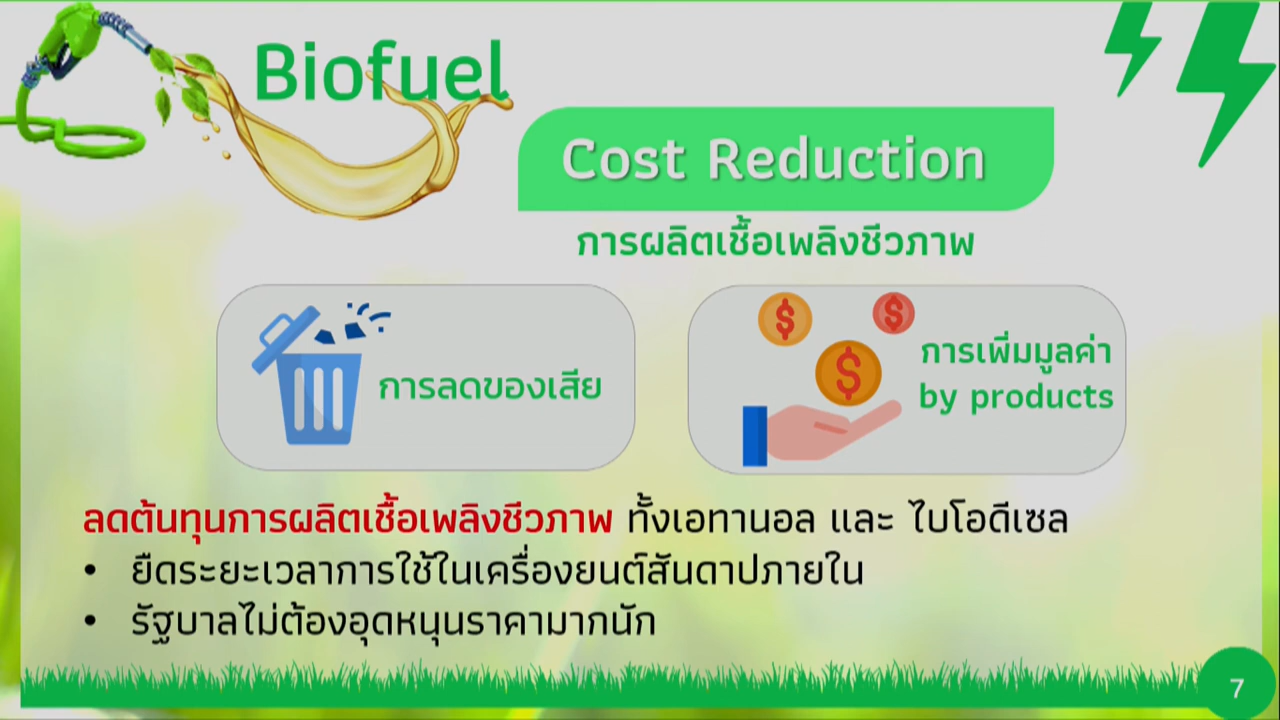 Biofuel
Cost Reduction
การผลิตเชื้อเพลิงชีวภาพ
การลดของเสีย
การเพิ่มมูลค่า
by products
ลดต้นทุนการผลิตเชื้อเพลิงชีวภาพ ทั้งเอทานอล และ ไบโอดีเซล
• ยืดระยะเวลาการใช้ในเครื่องยนต์สันดาปภายใน
• รัฐบาลไม่ต้องอุดหนุนราคามากนัก
7